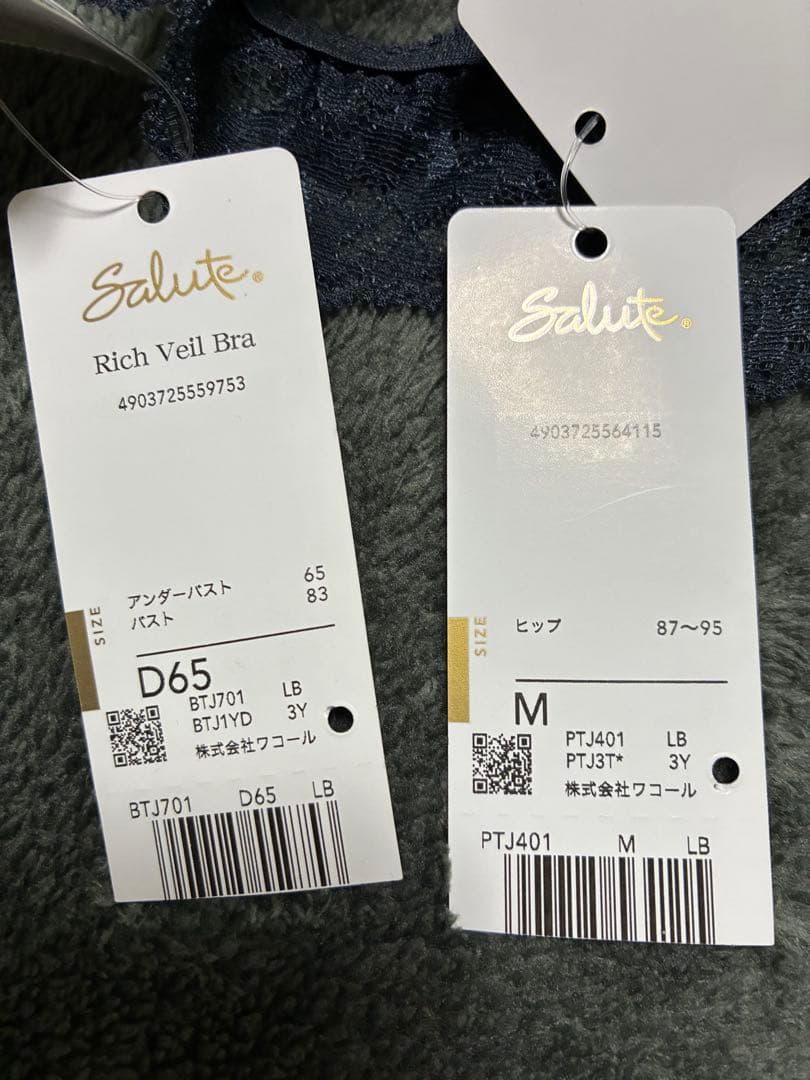 Salute®
Rich Veil Bra
4903725559753
SIZE
アンダーバスト 65
バスト 83
D65
BTJ701 LB
BTJ1YD 3Y
株式会社ワコール
BTJ701 D65 LB
Salute®
4903725564115
SIZE
ヒップ 87〜95
M
PTJ401 LB
PTJ3T* 3Y
株式会社ワコール
PTJ401 M LB